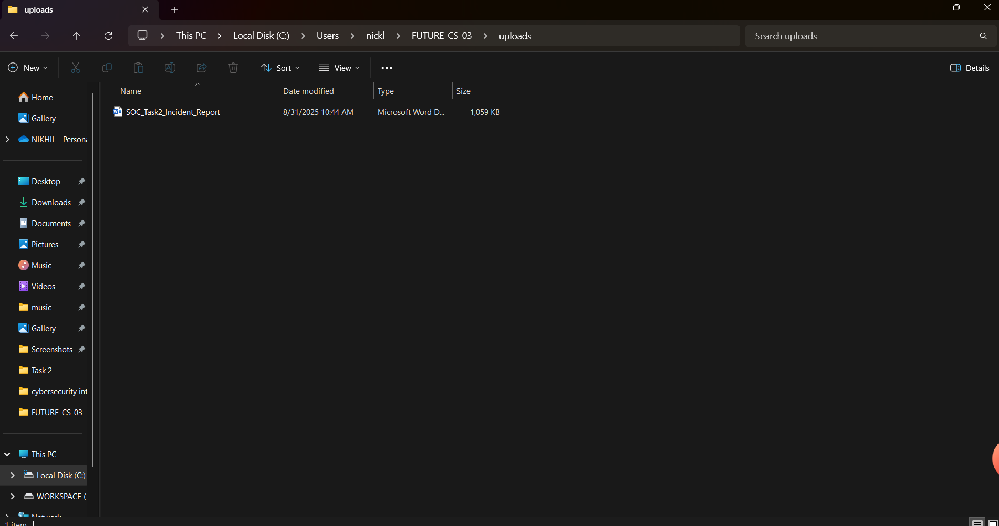 uploads
This PC > Local Disk (C:) > Users > nickl > FUTURE_CS_03 > uploads
Search uploads
New
Sort
View
Details
Name
Date modified
Type
Size
SOC_Task2_Incident_Report
8/31/2025 10:44 AM
Microsoft Word D...
1,059 KB
Home
Gallery
NIKHIL - Persona
Desktop
Downloads
Documents
Pictures
Music
Videos
music
Gallery
Screenshots
Task 2
cybersecurity int
FUTURE_CS_03
This PC
Local Disk (C:)
WORKSPACE (
Network
1 item